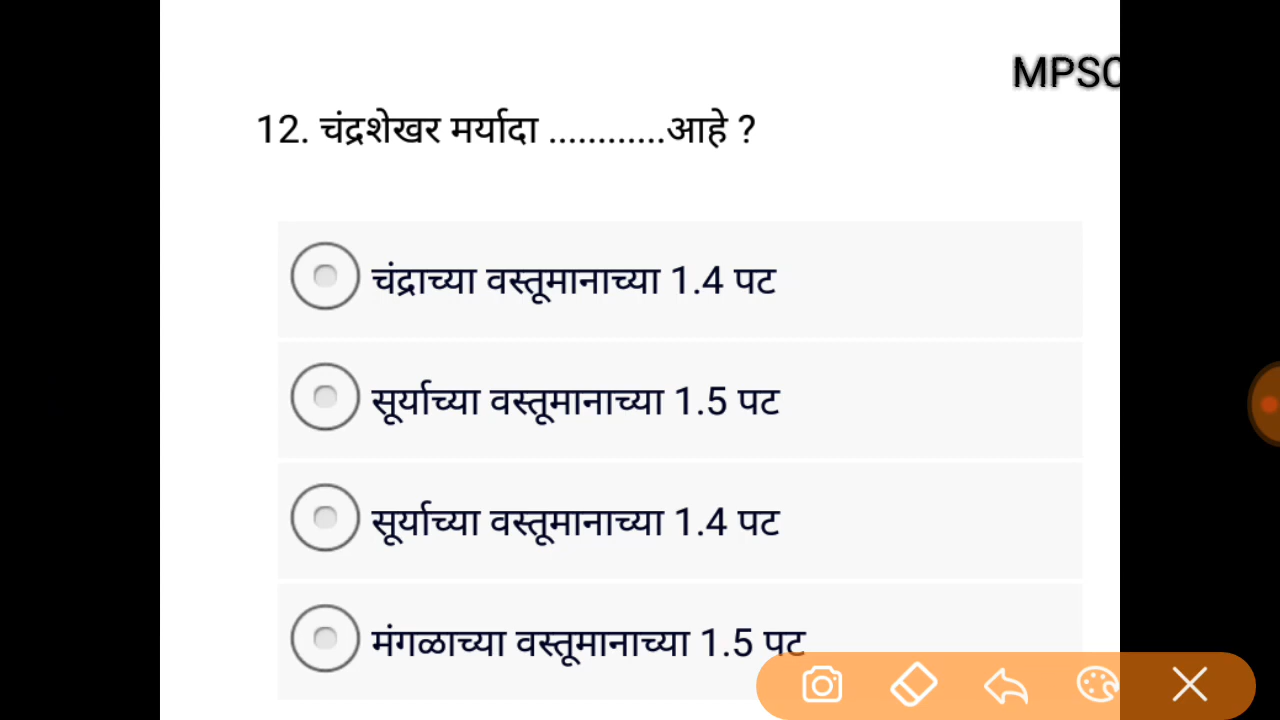 MPSC
12. चंद्रशेखर मर्यादा ............आहे ?
चंद्राच्या वस्तूमानाच्या 1.4 पट
सूर्याच्या वस्तूमानाच्या 1.5 पट
सूर्याच्या वस्तूमानाच्या 1.4 पट
मंगळाच्या वस्तूमानाच्या 1.5 पट